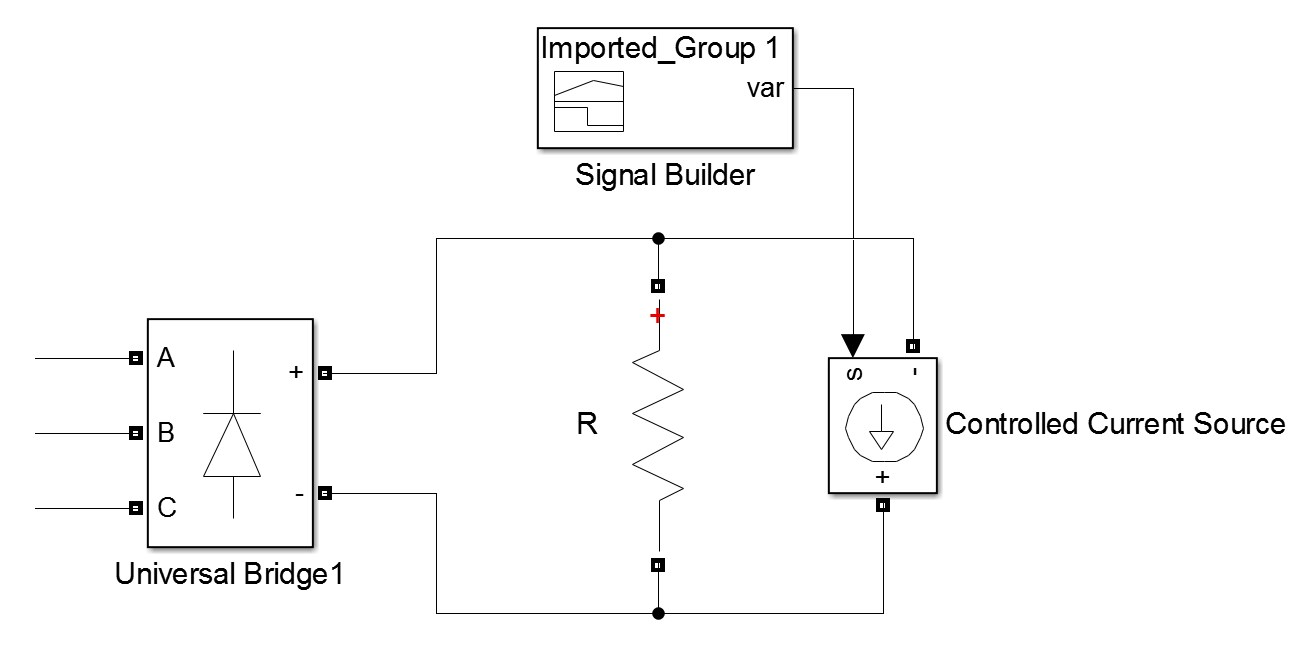 Imported_Group 1
var
Signal Builder
+
A
+
s
-
B
R
Controlled Current Source
+
-
C
Universal Bridge1